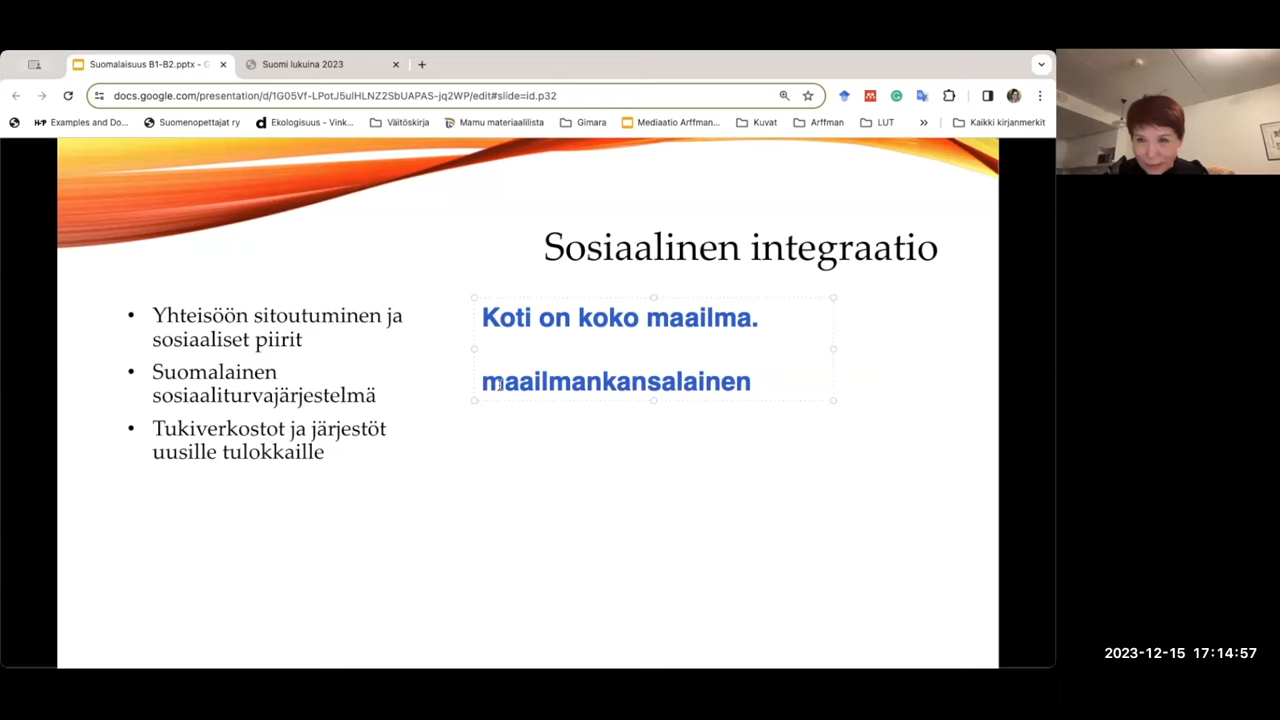 Suomalaisuus B1-B2.pptx - G
Suomi lukuina 2023
docs.google.com/presentation/d/1G05Vf-LPotJ5ulHLNZ2SbUAPAS-jq2WP/edit#slide=id.p32
Examples and Do...
Suomenopettajat ry
Ekologisuus - Vink...
Väitöskirja
Mamu materiaalilista
Gimara
Mediaatio Arffman...
Kuvat
Arffman
LUT
»
Kaikki kirjanmerkit
Sosiaalinen integraatio
• Yhteisöön sitoutuminen ja
sosiaaliset piirit
• Suomalainen
sosiaaliturvajärjestelmä
• Tukiverkostot ja järjestöt
uusille tulokkaille
Koti on koko maailma.
maailmankansalainen
2023-12-15 17:14:57